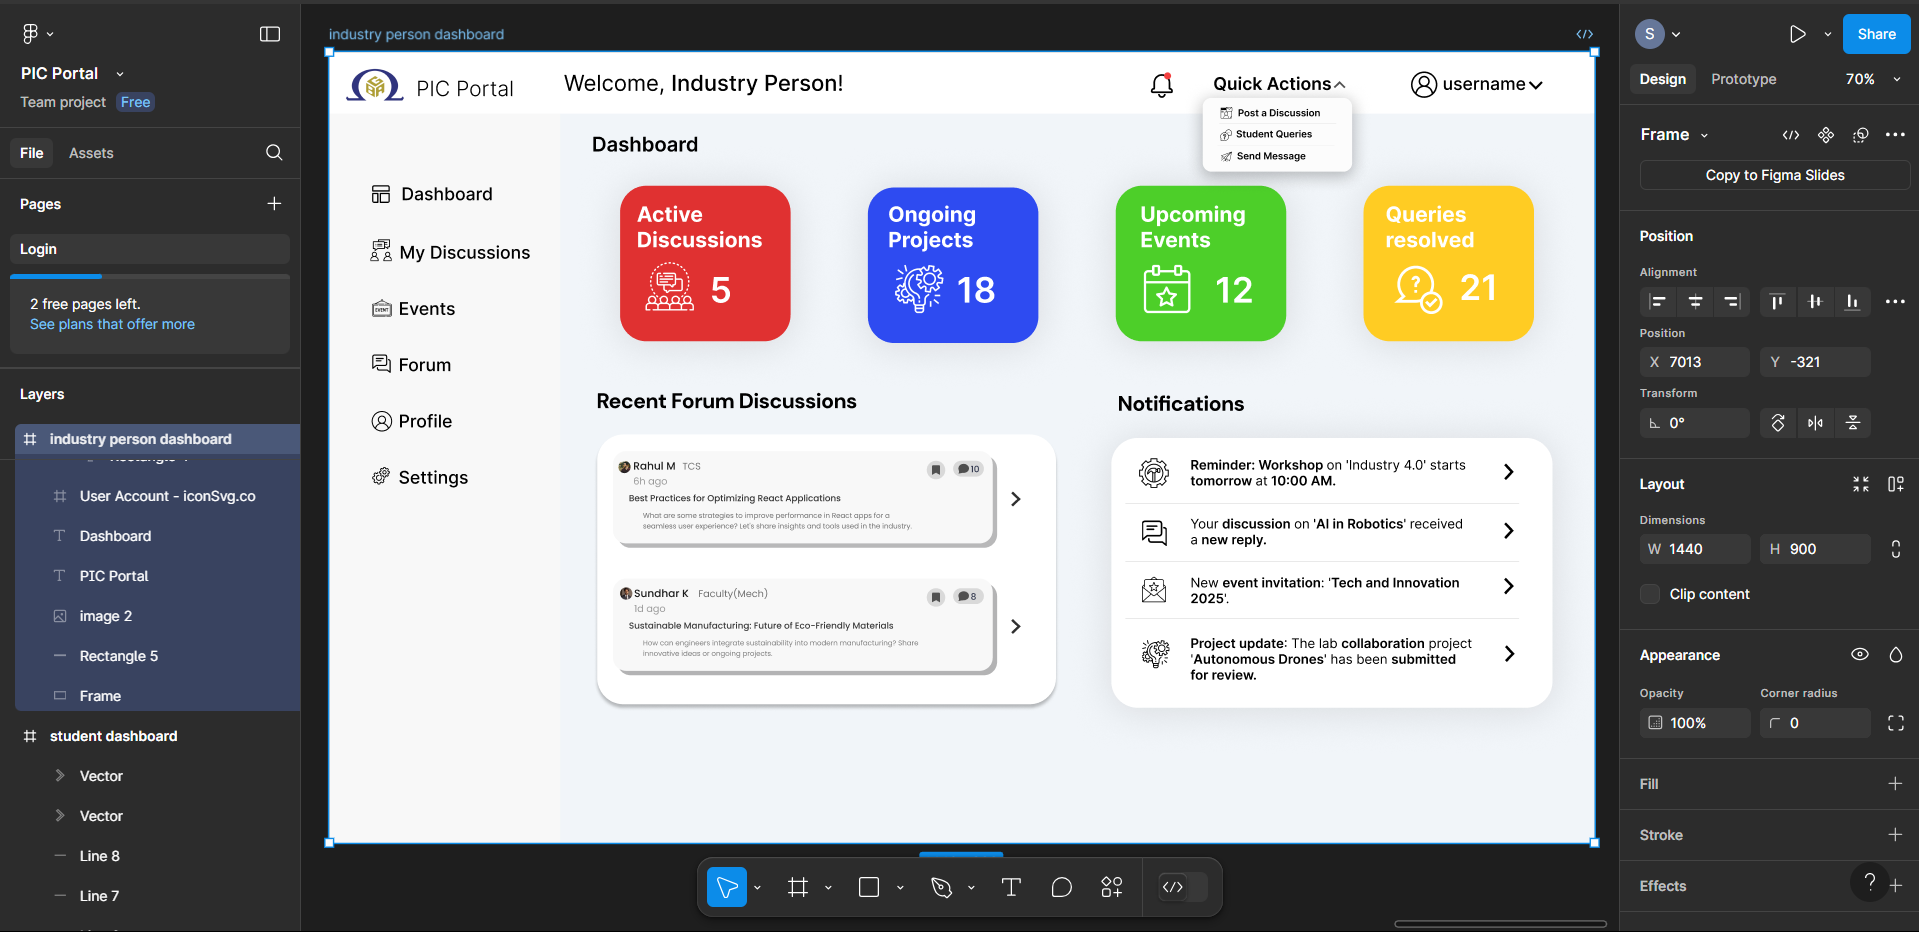 PIC Portal
Team project Free
File Assets
Pages
Login
2 free pages left.
See plans that offer more
Layers
industry person dashboard
User Account - iconSvg.co
Dashboard
PIC Portal
image 2
Rectangle 5
Frame
student dashboard
Vector
Vector
Line 8
Line 7
industry person dashboard
PIC Portal
Welcome, Industry Person!
Quick Actions
username
Post a Discussion
Student Queries
Send Message
Dashboard
My Discussions
Events
Forum
Profile
Settings
Dashboard
Active
Discussions
5
Ongoing
Projects
18
Upcoming
Events
12
Queries
resolved
21
Recent Forum Discussions
Rahul M TCS
10
6h ago
Best Practices for Optimizing React Applications
What are some strategies to improve performance in React apps for a
seamless user experience? Let's share insights and tools used in the industry.
Sundhar K Faculty(Mech)
8
1d ago
Sustainable Manufacturing: Future of Eco-Friendly Materials
How can engineers integrate sustainability into modern manufacturing? Share
innovative ideas or ongoing projects.
Notifications
Reminder: Workshop on 'Industry 4.0' starts
tomorrow at 10:00 AM.
Your discussion on 'AI in Robotics' received
a new reply.
New event invitation: 'Tech and Innovation
2025'.
Project update: The lab collaboration project
'Autonomous Drones' has been submitted
for review.
S
Share
Design Prototype 70%
Frame
Copy to Figma Slides
Position
Alignment
Position
X 7013 Y -321
Transform
0°
Layout
Dimensions
W 1440 H 900
Clip content
Appearance
Opacity Corner radius
100% 0
Fill
Stroke
Effects
?